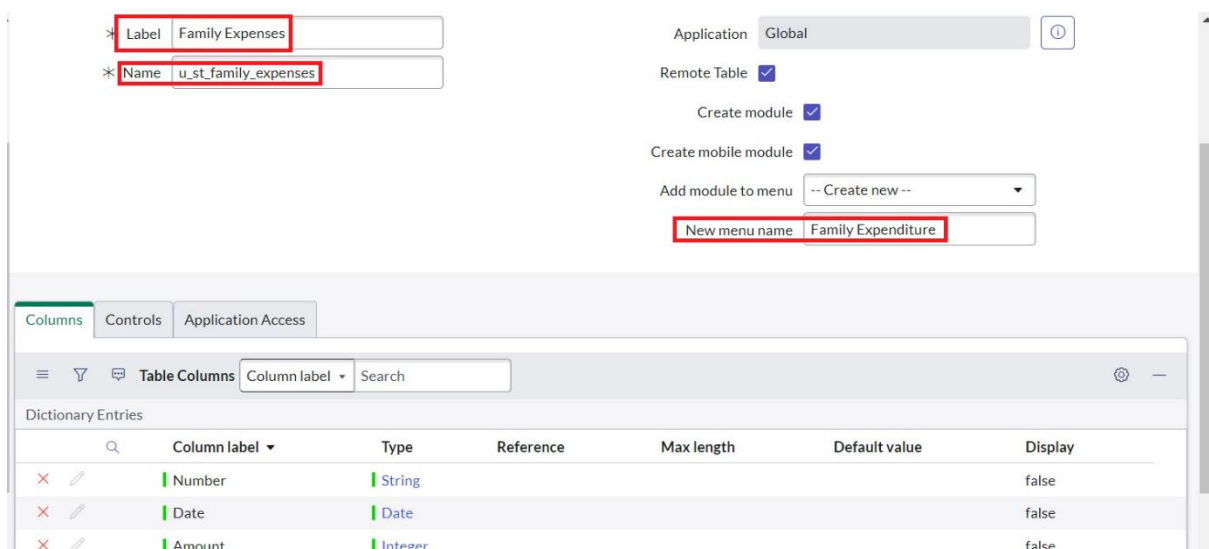 * Label Family Expenses Application Global
* Name u_st_family_expenses Remote Table
Create module
Create mobile module
Add module to menu -- Create new --
New menu name Family Expenditure
Columns Controls Application Access
Table Columns Column label Search
Dictionary Entries
Column label Type Reference Max length Default value Display
Number String false
Date Date false
Amount Integer false